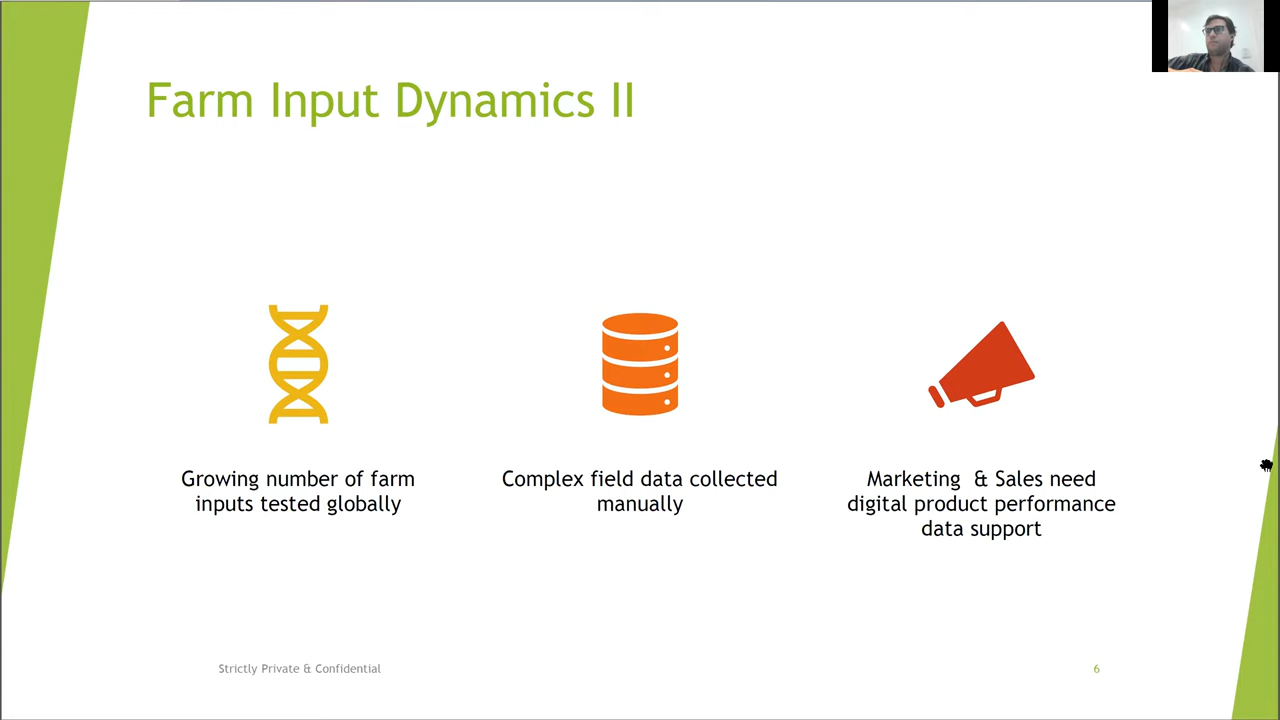 Farm Input Dynamics II
Growing number of farm
inputs tested globally
Complex field data collected
manually
Marketing  & Sales need
digital product performance
data support
Strictly Private & Confidential
6